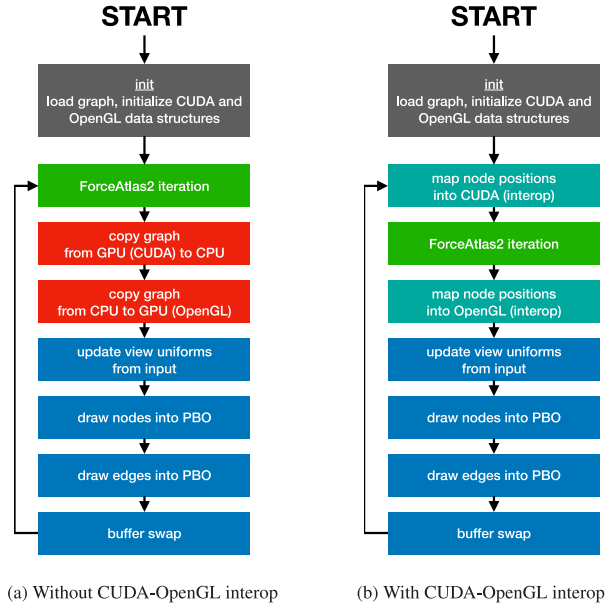 START
init
load graph, initialize CUDA and
OpenGL data structures
ForceAtlas2 iteration
copy graph
from GPU (CUDA) to CPU
copy graph
from CPU to GPU (OpenGL)
update view uniforms
from input
draw nodes into PBO
draw edges into PBO
buffer swap
(a) Without CUDA-OpenGL interop
START
init
load graph, initialize CUDA and
OpenGL data structures
map node positions
into CUDA (interop)
ForceAtlas2 iteration
map node positions
into OpenGL (interop)
update view uniforms
from input
draw nodes into PBO
draw edges into PBO
buffer swap
(b) With CUDA-OpenGL interop